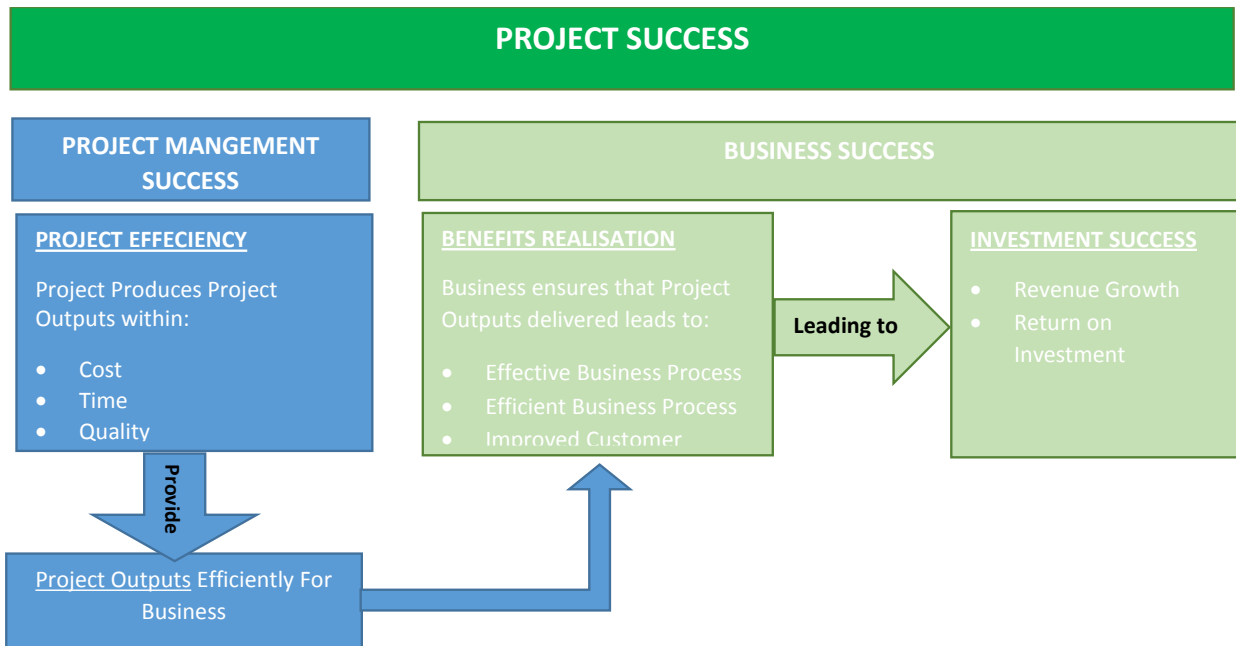 PROJECT SUCCESS
PROJECT MANGEMENT
SUCCESS
BUSINESS SUCCESS
PROJECT EFFECIENCY
Project Produces Project
Outputs within:
• Cost
• Time
• Quality
Provide
Project Outputs Efficiently For
Business
BENEFITS REALISATION
Business ensures that Project
Outputs delivered leads to:
• Effective Business Process
• Efficient Business Process
• Improved Customer
Leading to
INVESTMENT SUCCESS
• Revenue Growth
• Return on
Investment